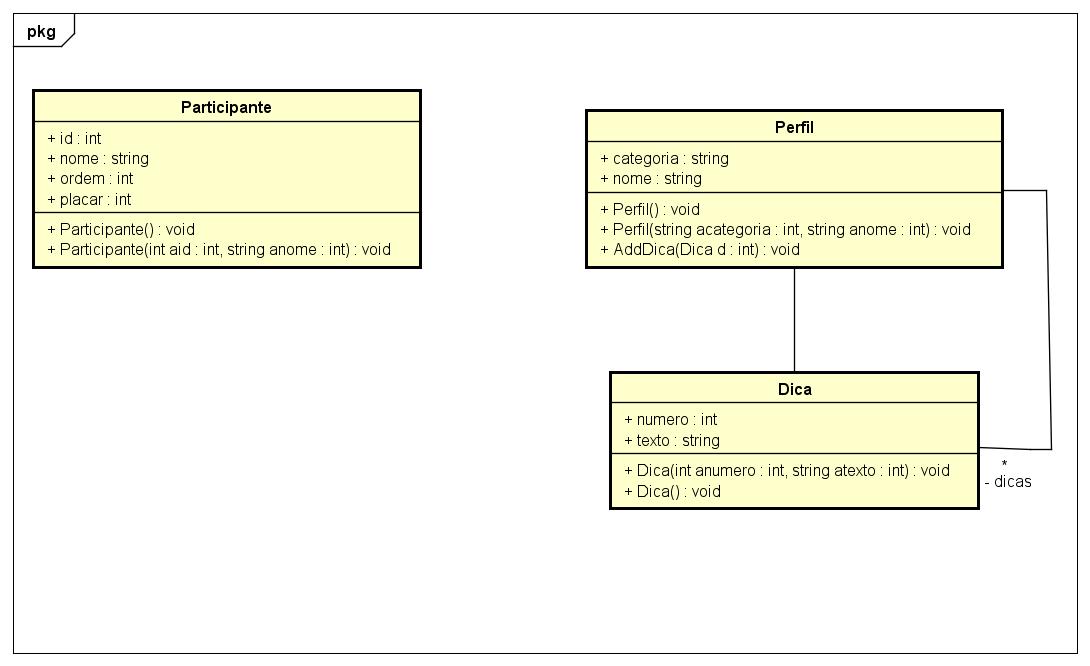 pkg
Participante
+ id : int
+ nome : string
+ ordem : int
+ placar : int
+ Participante() : void
+ Participante(int aid : int, string anome : int) : void
Perfil
+ categoria : string
+ nome : string
+ Perfil() : void
+ Perfil(string acategoria : int, string anome : int) : void
+ AddDica(Dica d : int) : void
Dica
+ numero : int
+ texto : string
+ Dica(int anumero : int, string atexto : int) : void
+ Dica() : void
*
- dicas